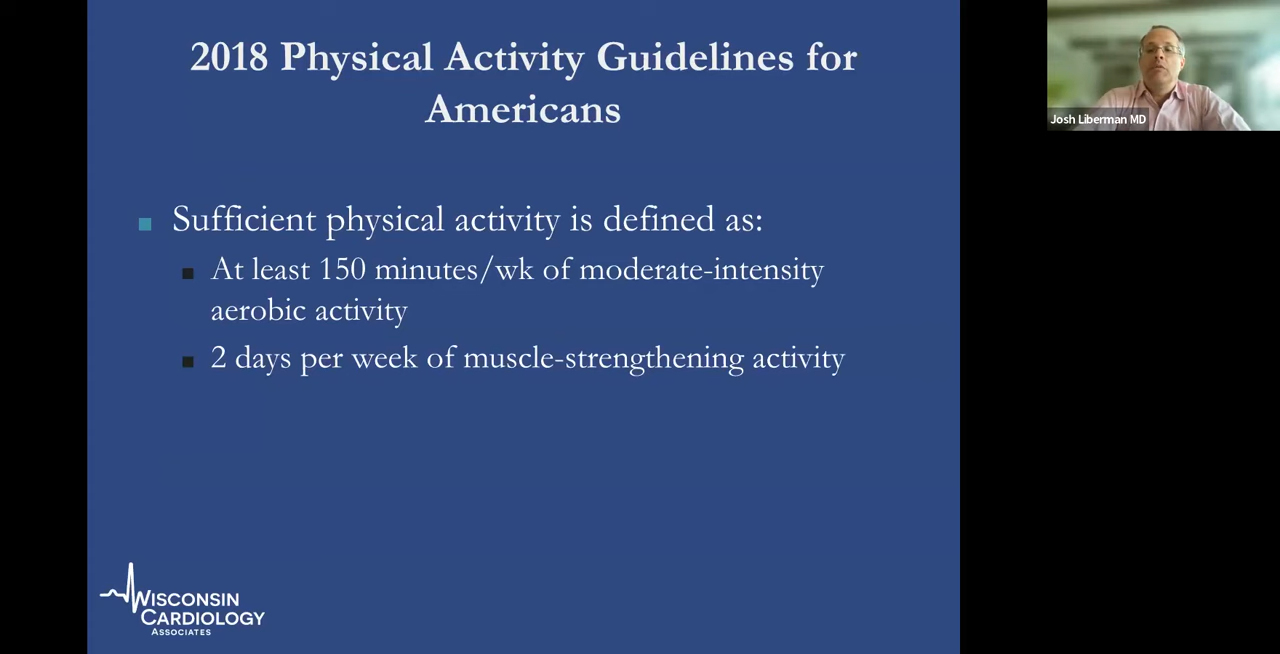 2018 Physical Activity Guidelines for
Americans
Sufficient physical activity is defined as:
At least 150 minutes/wk of moderate-intensity
aerobic activity
2 days per week of muscle-strengthening activity
WISCONSIN
CARDIOLOGY
ASSOCIATES
Josh Liberman MD